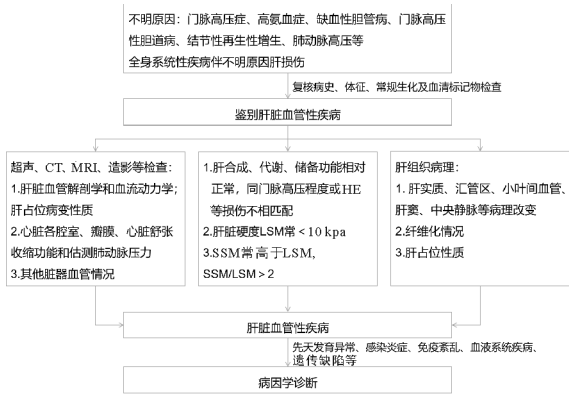 不明原因：门脉高压症、高氨血症、缺血性胆管病、门脉高压
性胆道病、结节性再生性增生、肺动脉高压等
全身系统性疾病伴不明原因肝损伤
复核病史、体征、常规生化及血清标记物检查
鉴别肝脏血管性疾病
超声、CT、MRI、造影等检查：
1.肝脏血管解剖学和血流动力学；
肝占位病变性质
2.心脏各腔室、瓣膜、心脏舒张
收缩功能和估测肺动脉压力
3.其他脏器血管情况
1.肝合成、代谢、储备功能相对
正常，同门脉高压程度或HE
等损伤不相匹配
2.肝脏硬度LSM常＜10 kpa
3.SSM常高于LSM，
SSM/LSM＞2
肝组织病理：
1. 肝实质、汇管区、小叶间血管、
肝窦、中央静脉等病理改变
2.纤维化情况
3.肝占位性质
肝脏血管性疾病
先天发育异常、感染炎症、免疫紊乱、血液系统疾病、
遗传缺陷等
病因学诊断